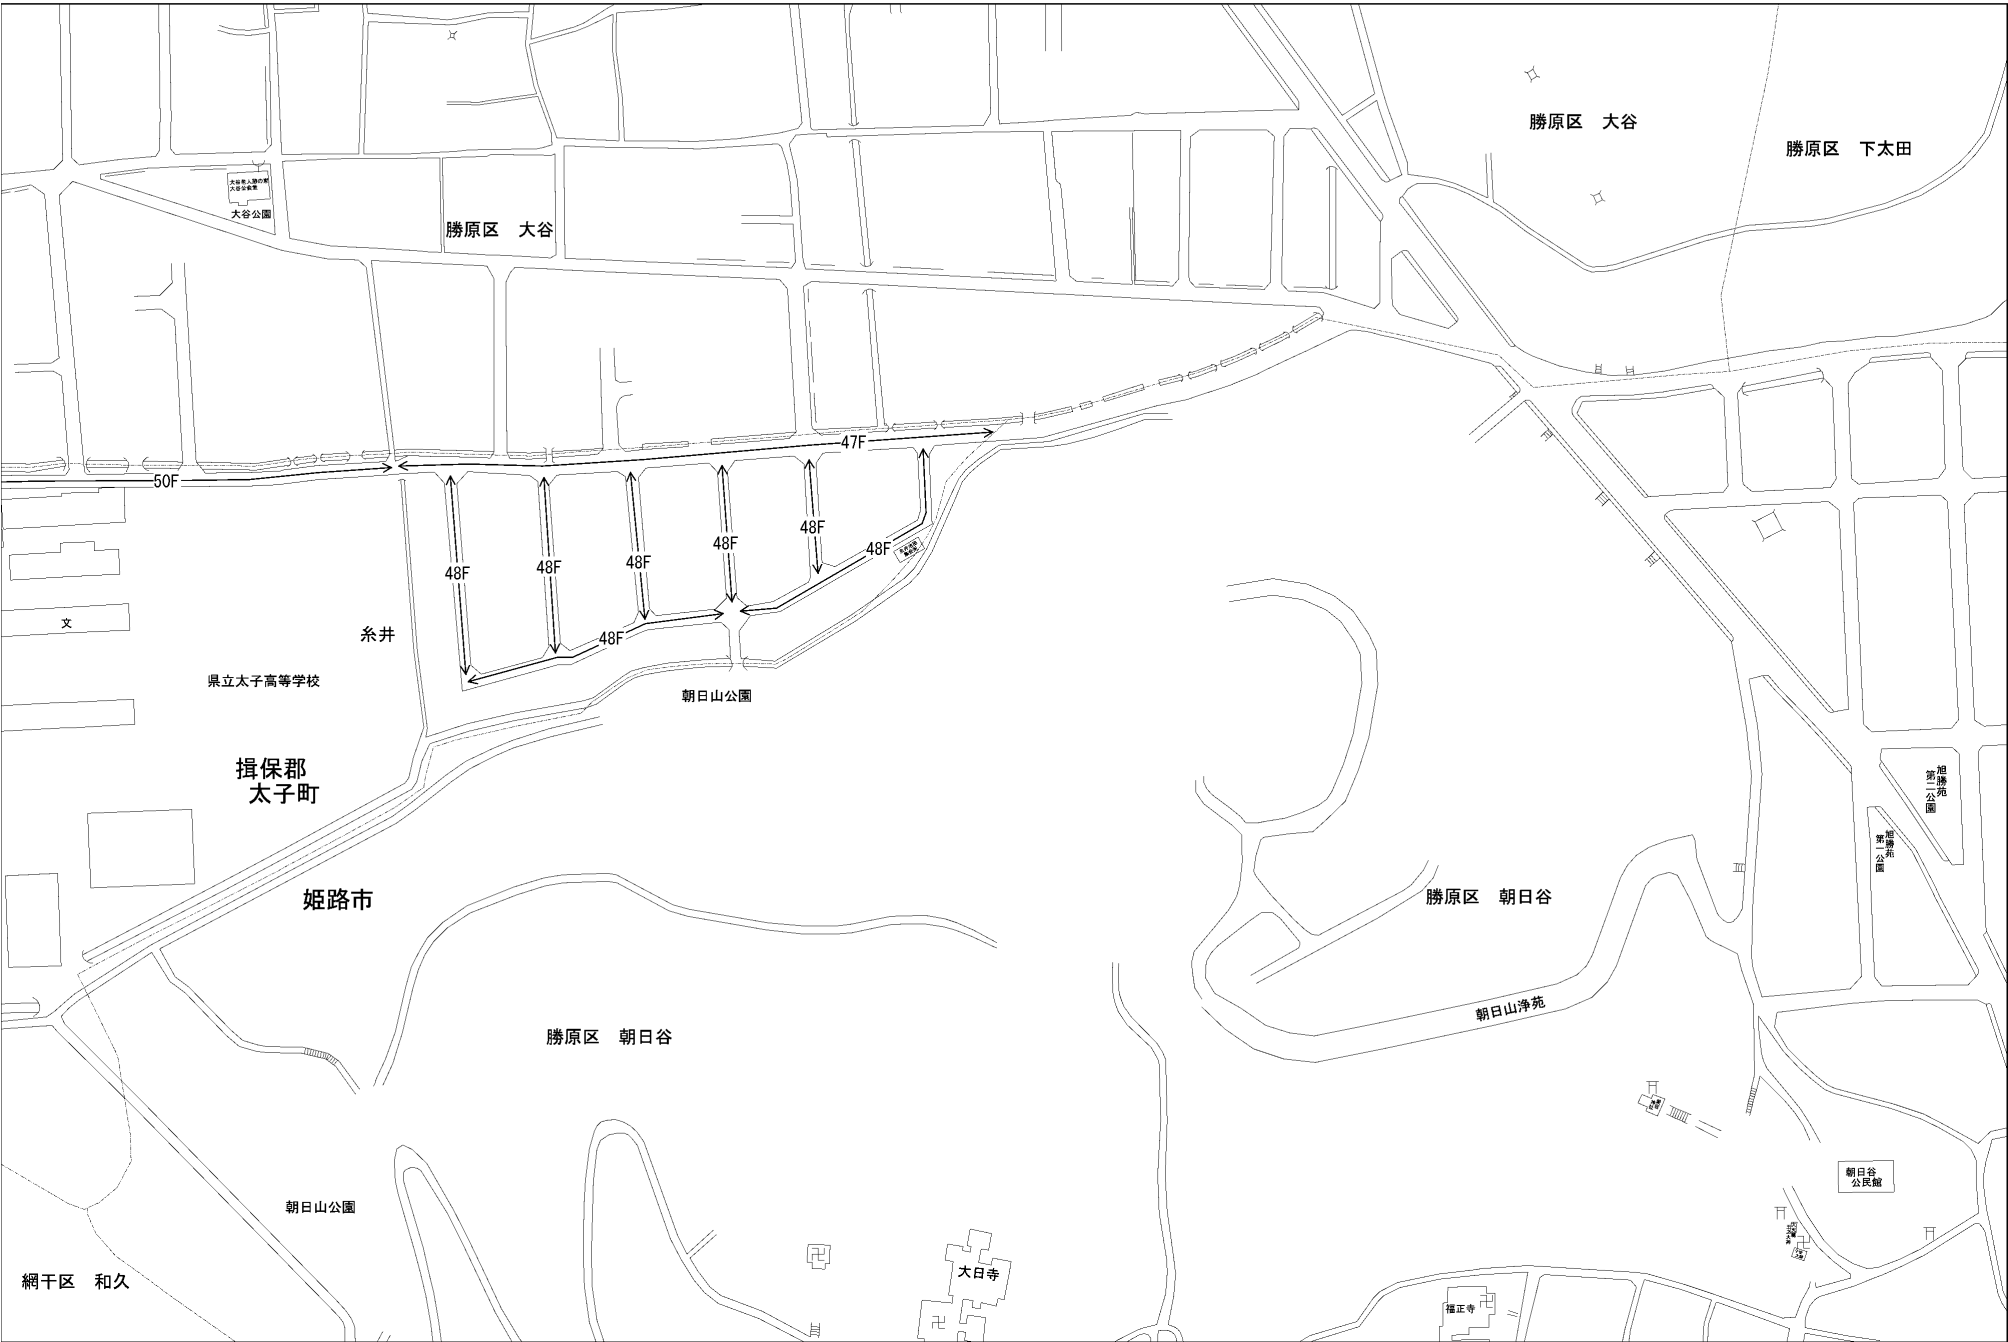 勝原区 大谷
勝原区 下太田
大谷公園
勝原区 大谷
47F
50F
48F
48F
48F
48F
48F
48F
48F
文
糸井
県立太子高等学校
朝日山公園
揖保郡
太子町
旭勝苑
第二公園
旭勝苑
第一公園
姫路市
勝原区 朝日谷
朝日山浄苑
勝原区 朝日谷
朝日谷
公民館
朝日山公園
大日寺
網干区 和久
福正寺